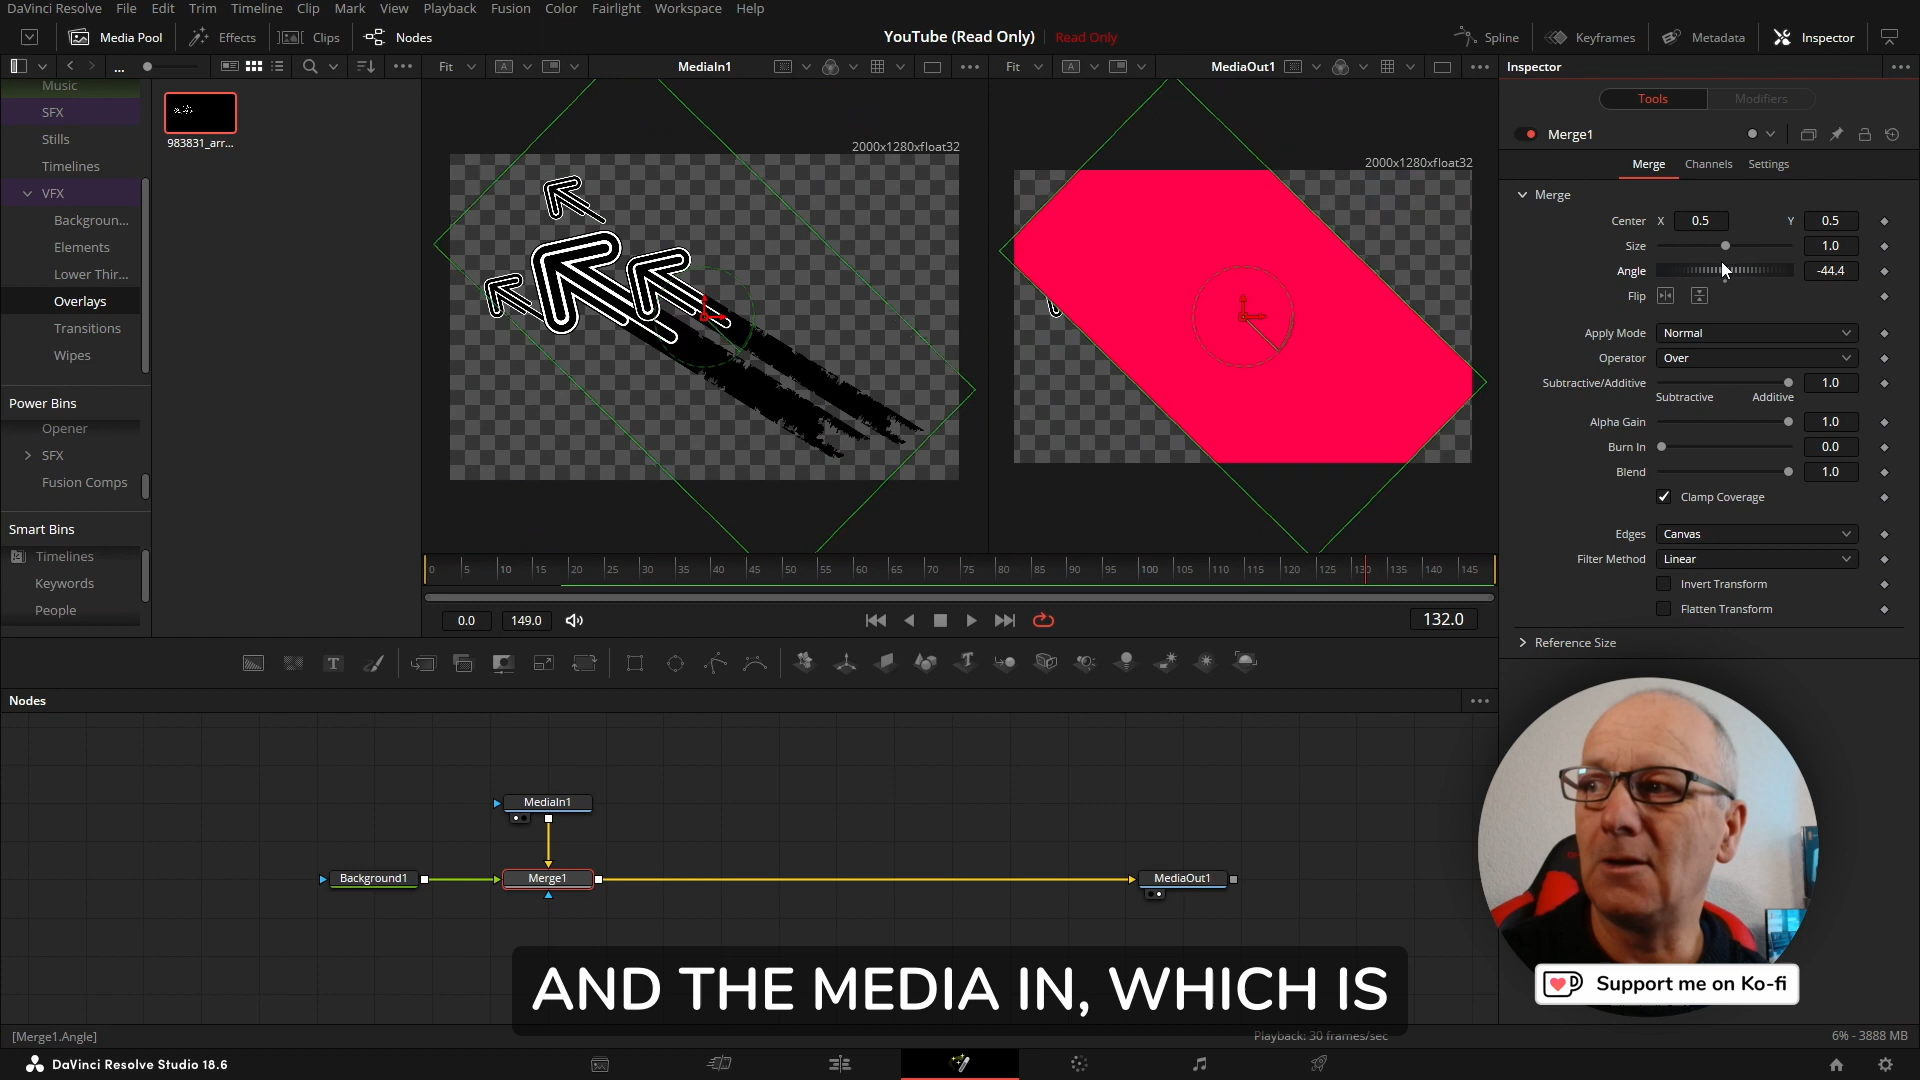 DaVinci Resolve File Edit Trim Timeline Clip Mark View Playback Fusion Color Fairlight Workspace Help
Media Pool Effects Clips Nodes YouTube (Read Only) Read Only Spline Keyframes Metadata Inspector
... Fit MediaIn1 Fit MediaOut1 Inspector
Music
SFX
Stills
Timelines
VFX
Backgroun...
Elements
Lower Thir...
Overlays
Transitions
Wipes
Power Bins
Opener
SFX
Fusion Comps
Smart Bins
Timelines
Keywords
People
983831_arr...
2000x1280xfloat32
2000x1280xfloat32
0 5 10 15 20 25 30 35 40 45 50 55 60 65 70 75 80 85 90 95 100 105 110 115 120 125 130 135 140 145
0.0 149.0 132.0
Tools Modifiers
Merge1
Merge Channels Settings
Merge
Center X 0.5 Y 0.5
Size 1.0
Angle -44.4
Flip
Apply Mode Normal
Operator Over
Subtractive/Additive 1.0
Subtractive Additive
Alpha Gain 1.0
Burn In 0.0
Blend 1.0
Clamp Coverage
Edges Canvas
Filter Method Linear
Invert Transform
Flatten Transform
Reference Size
Nodes
MediaIn1
Background1 Merge1 MediaOut1
AND THE MEDIA IN, WHICH IS
Support me on Ko-fi
[Merge1.Angle] Playback: 30 frames/sec 6% - 3888 MB
DaVinci Resolve Studio 18.6